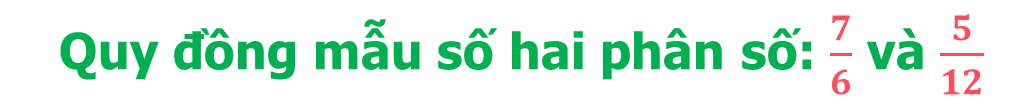 Quy đồng mẫu số hai phân số: 7/6 và 5/12